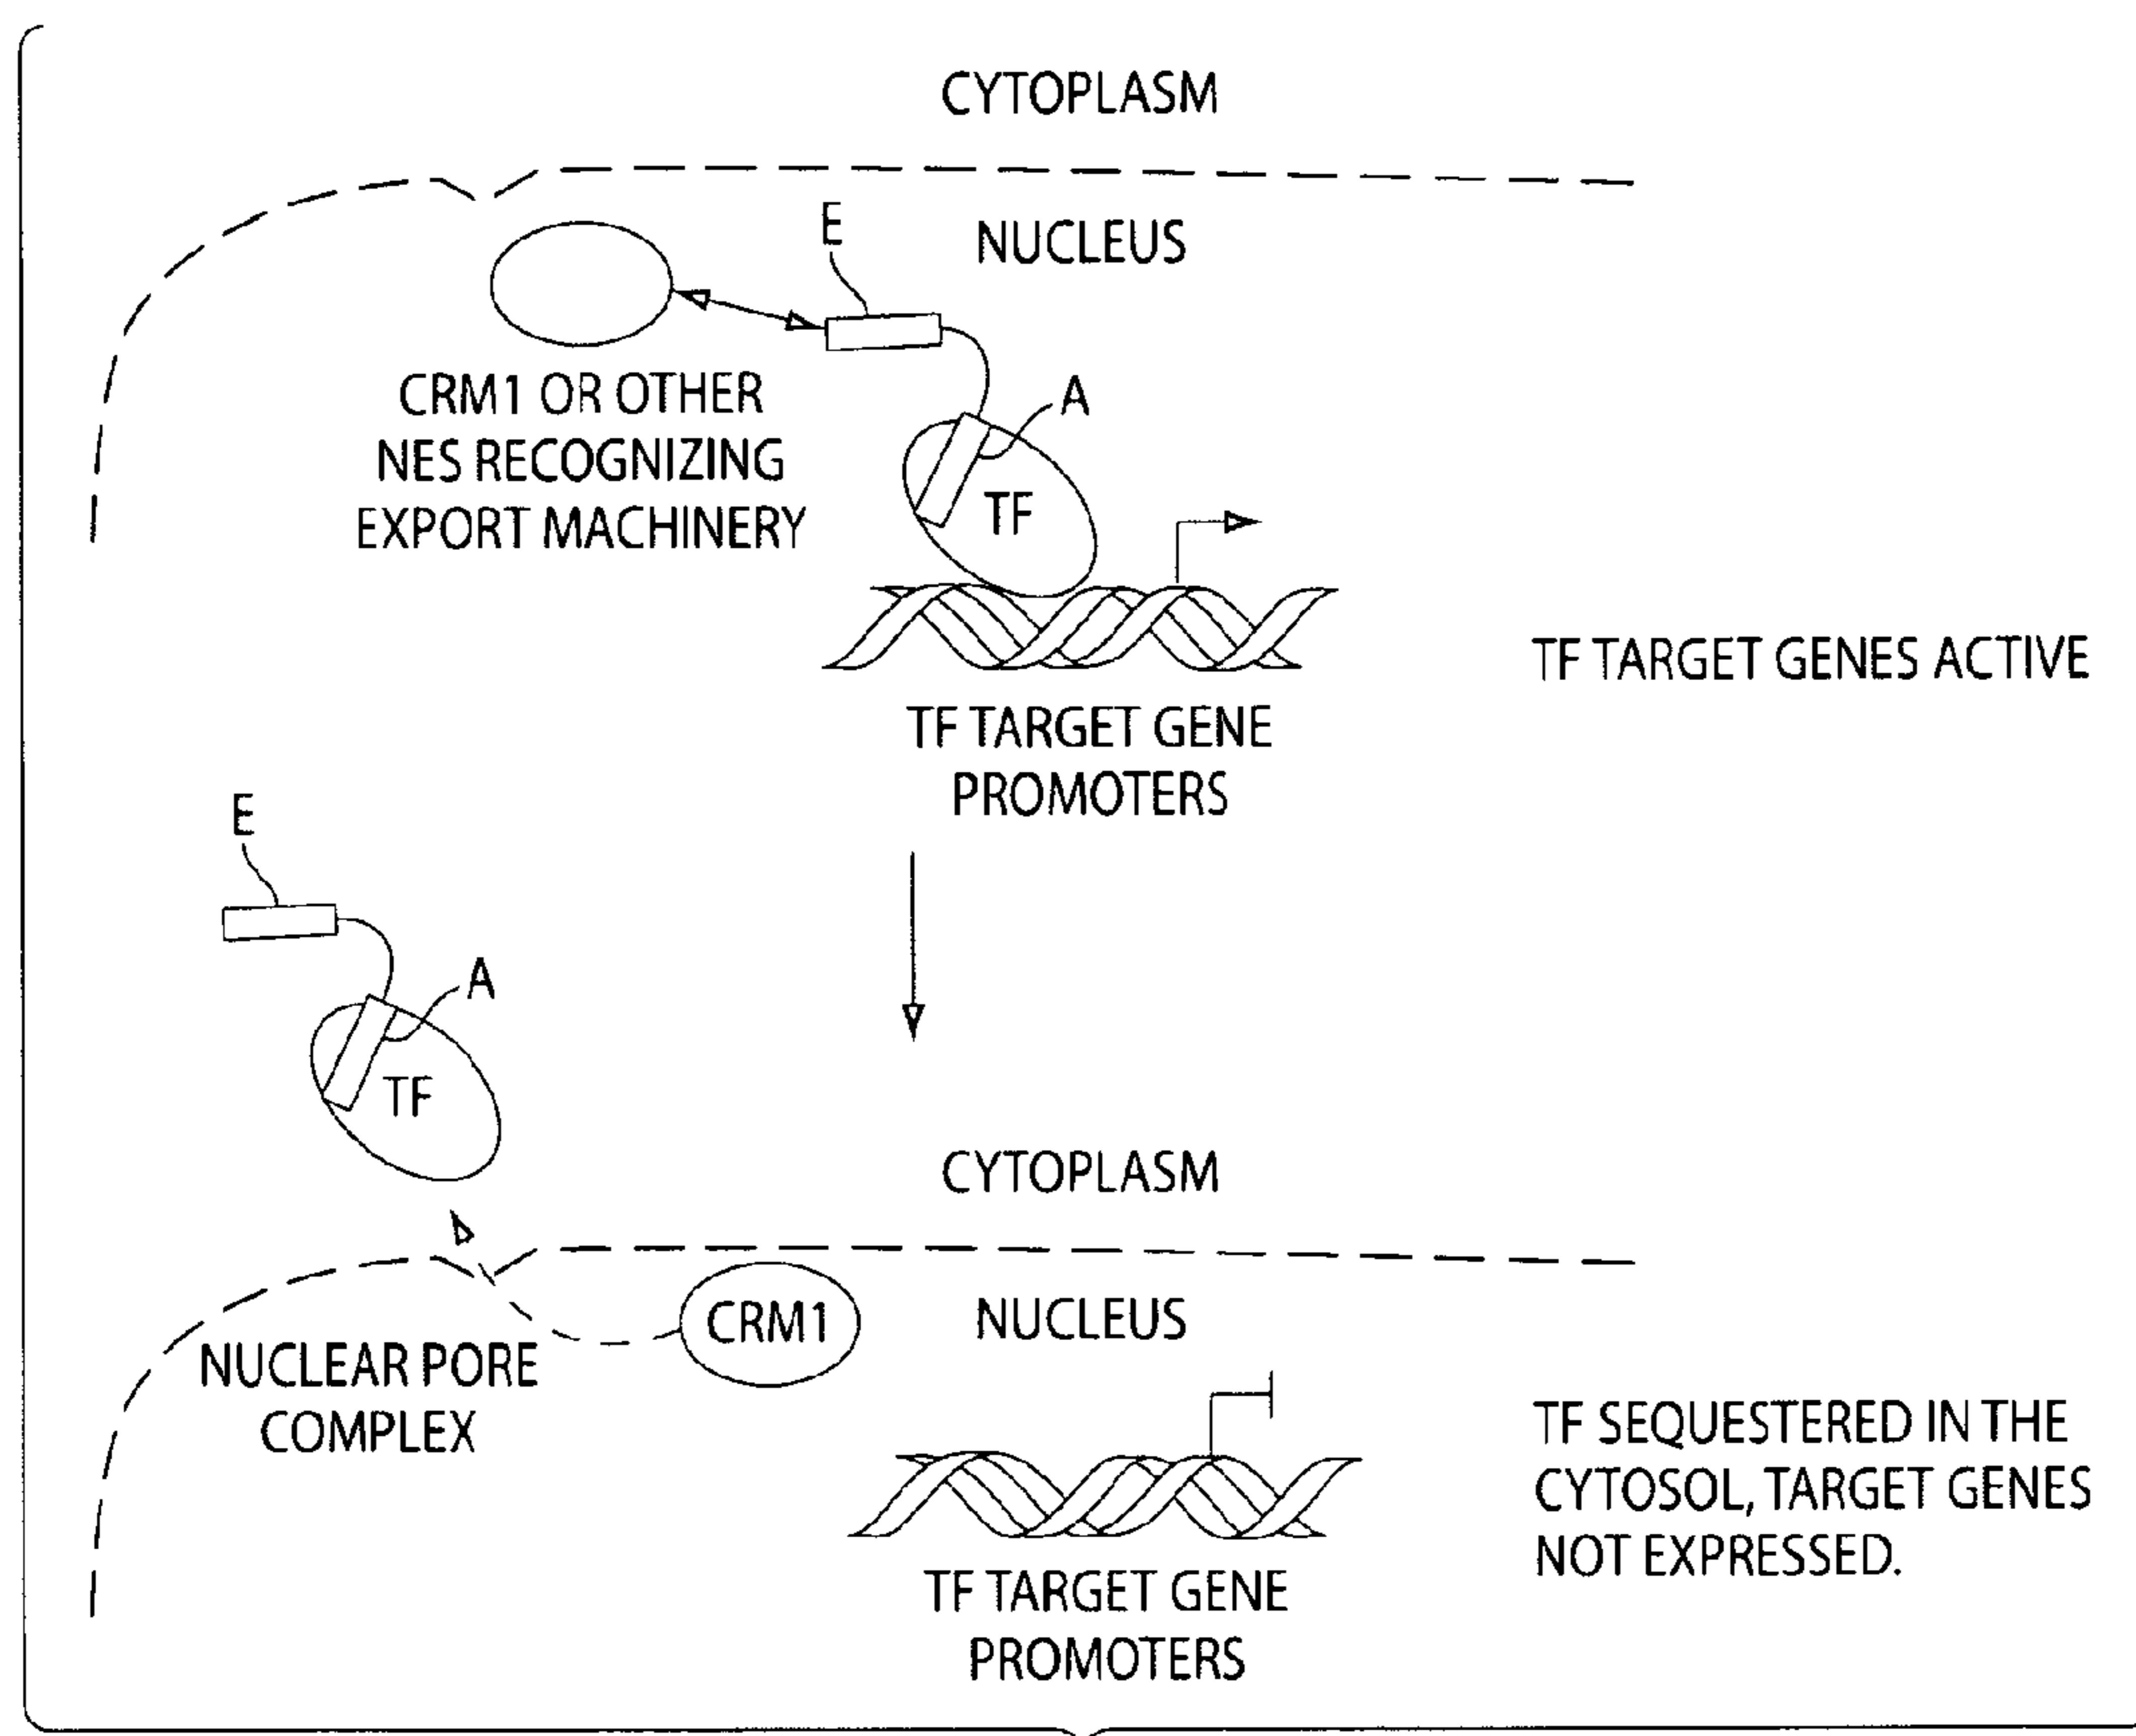 CYTOPLASM
E
NUCLEUS
CRM1 OR OTHER
NES RECOGNIZING
EXPORT MACHINERY
A
TF
TF TARGET GENES ACTIVE
TF TARGET GENE
PROMOTERS
E
A
TF
CYTOPLASM
CRM1
NUCLEUS
NUCLEAR PORE
COMPLEX
TF SEQUESTERED IN THE
CYTOSOL, TARGET GENES
NOT EXPRESSED.
TF TARGET GENE
PROMOTERS